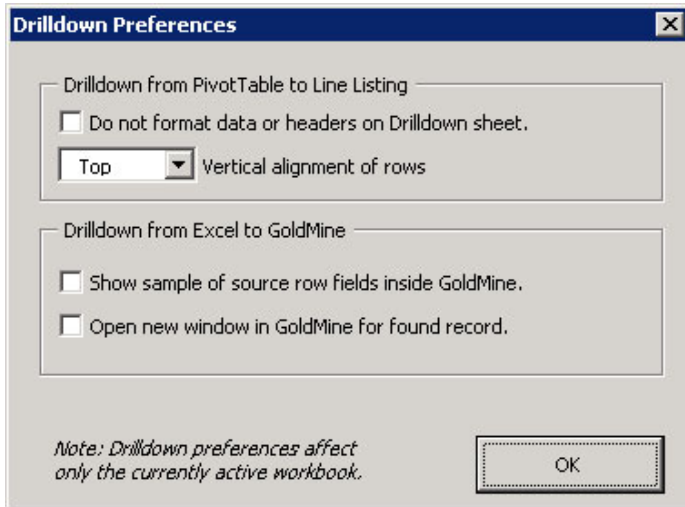 Drilldown Preferences
Drilldown from PivotTable to Line Listing
Do not format data or headers on Drilldown sheet.
Top Vertical alignment of rows
Drilldown from Excel to GoldMine
Show sample of source row fields inside GoldMine.
Open new window in GoldMine for found record.
Note: Drilldown preferences affect
only the currently active workbook.
OK